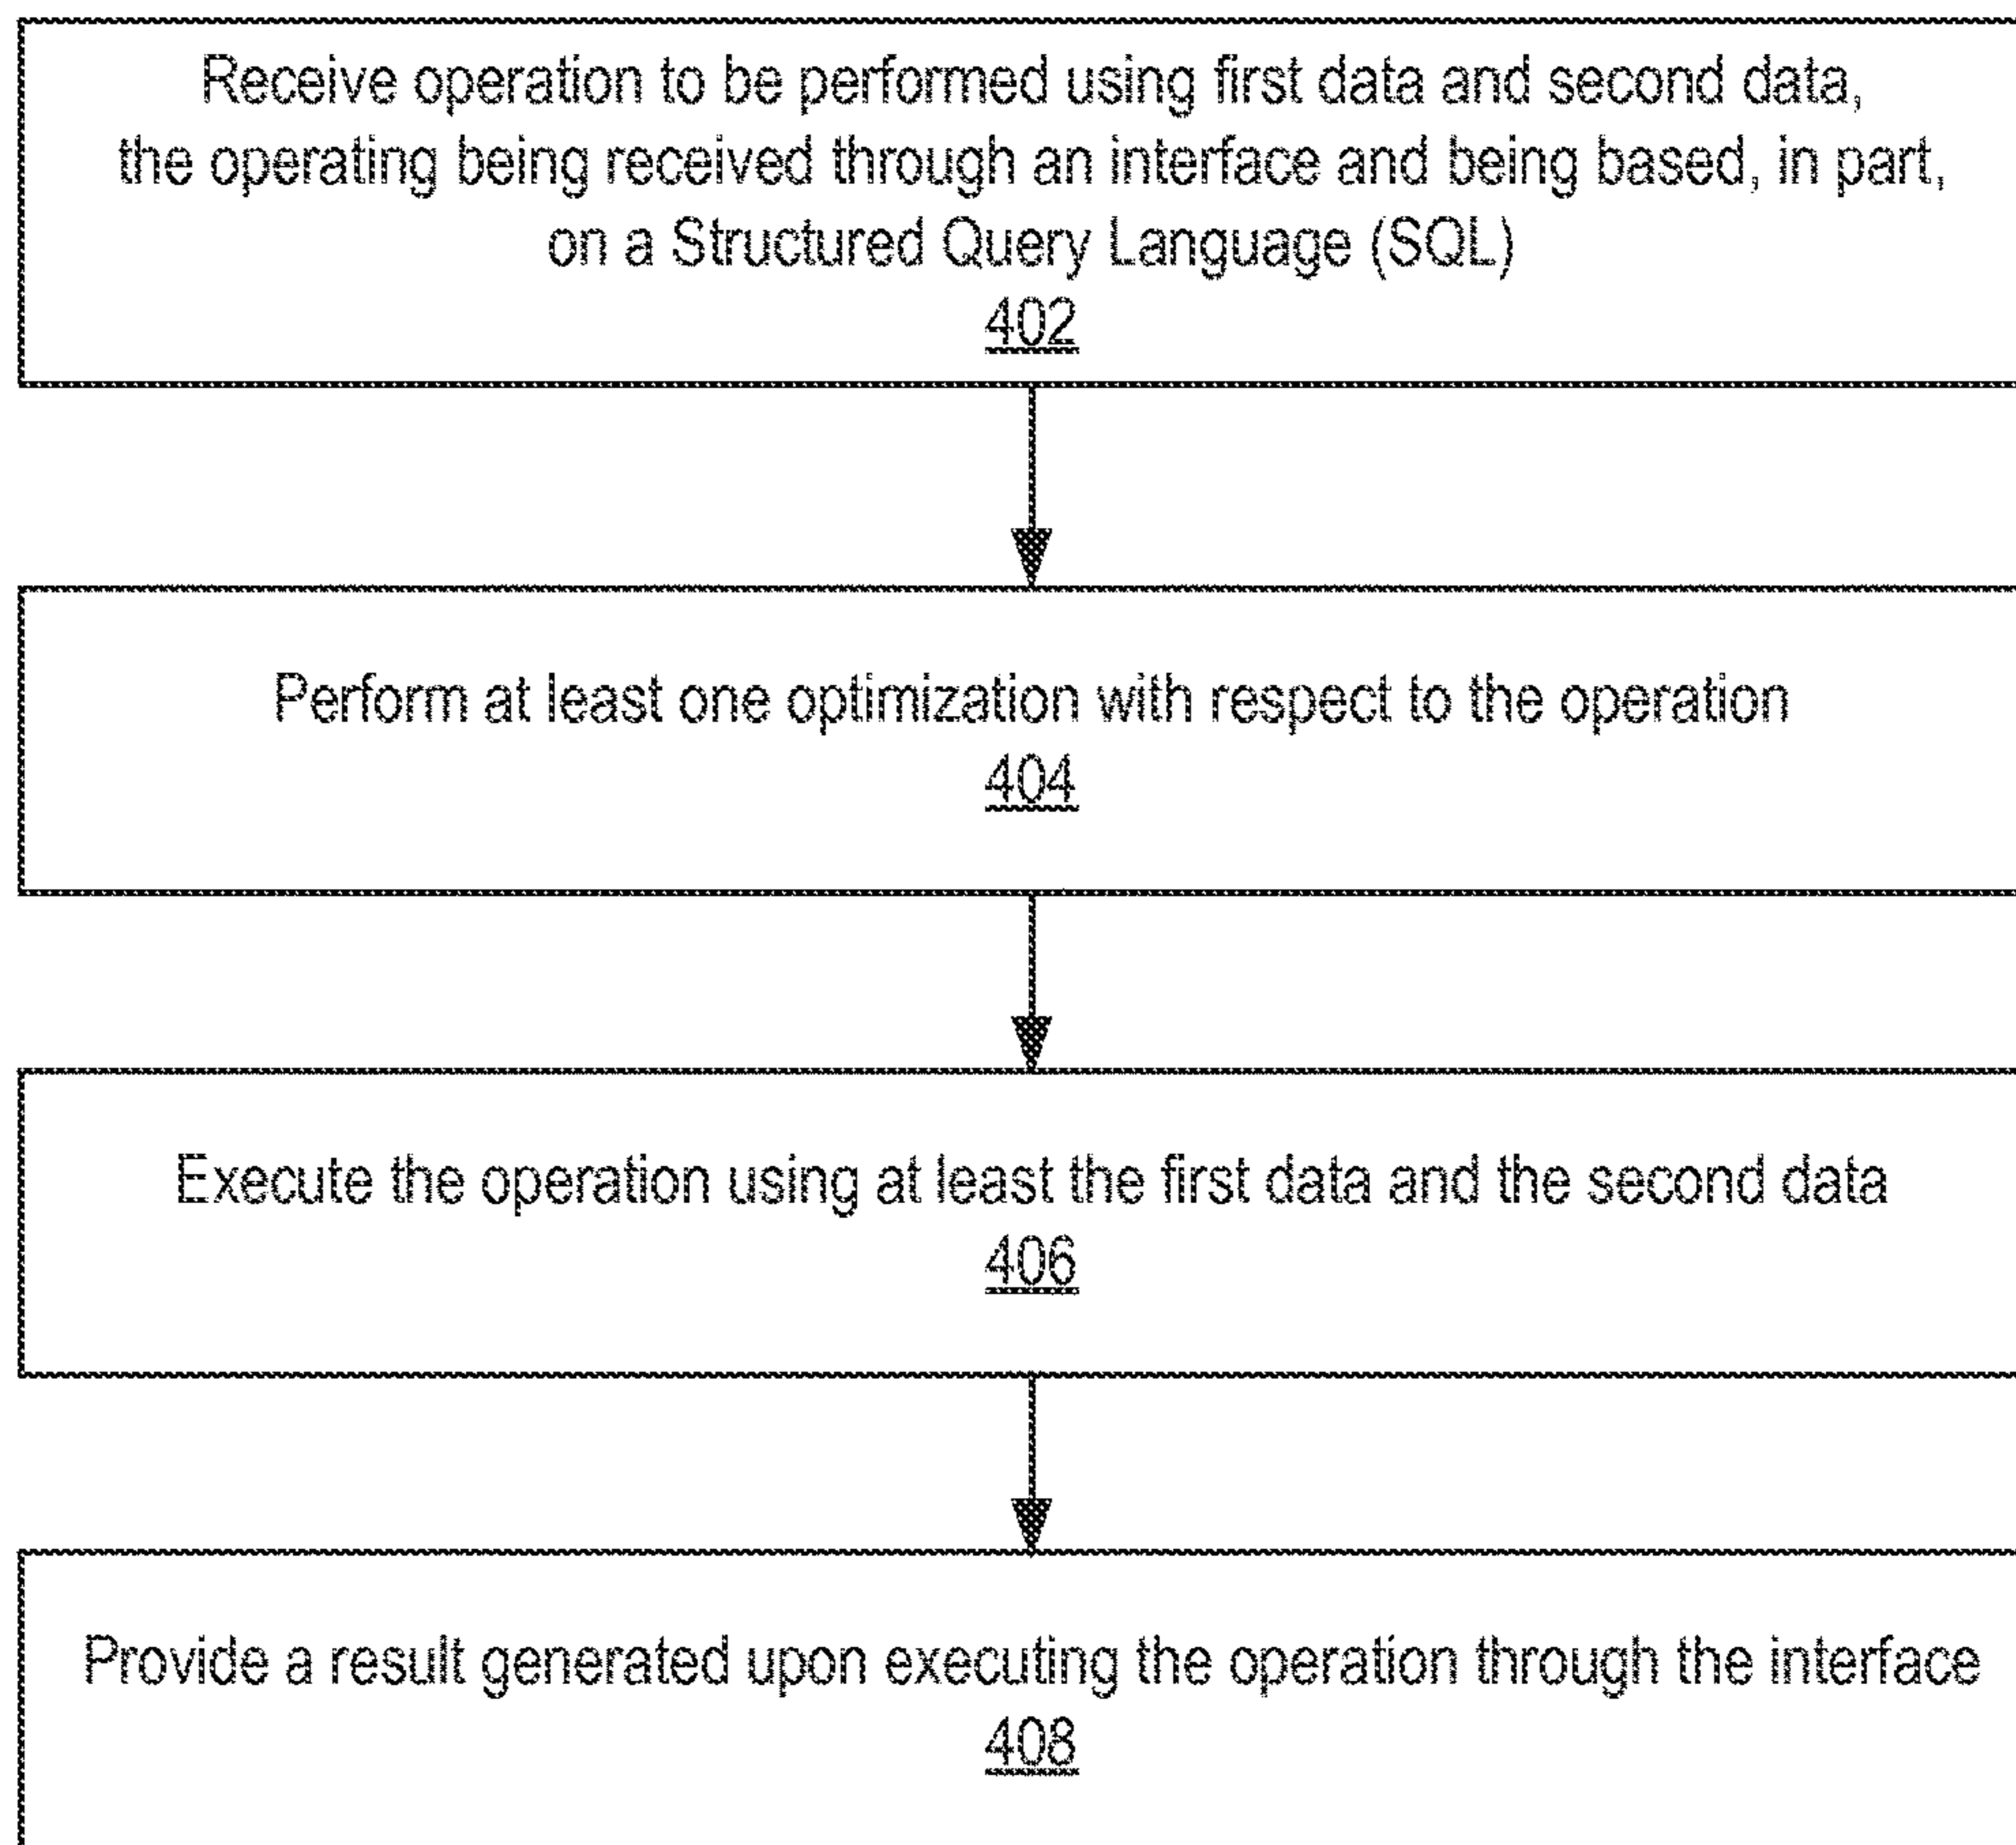 Receive operation to be performed using first data and second data,
the operating being received through an interface and being based, in part,
on a Structured Query Language (SQL)
402
Perform at least one optimization with respect to the operation
404
Execute the operation using at least the first data and the second data
406
Provide a result generated upon executing the operation through the interface
408